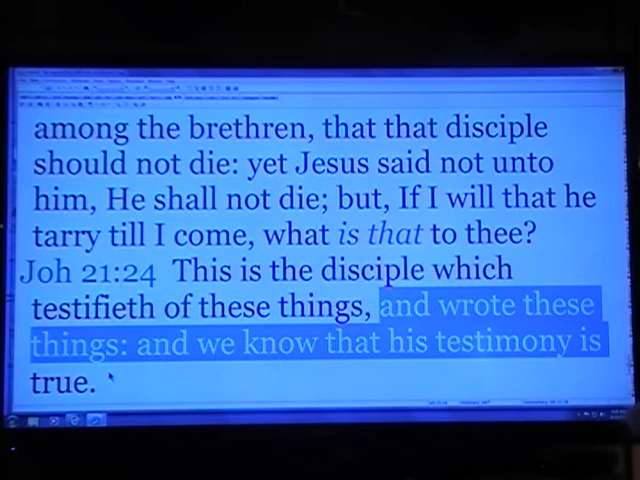 among the brethren, that that disciple
should not die: yet Jesus said not unto
him, He shall not die; but, If I will that he
tarry till I come, what is that to thee?
Joh 21:24 This is the disciple which
testifieth of these things, and wrote these
things: and we know that his testimony is
true.